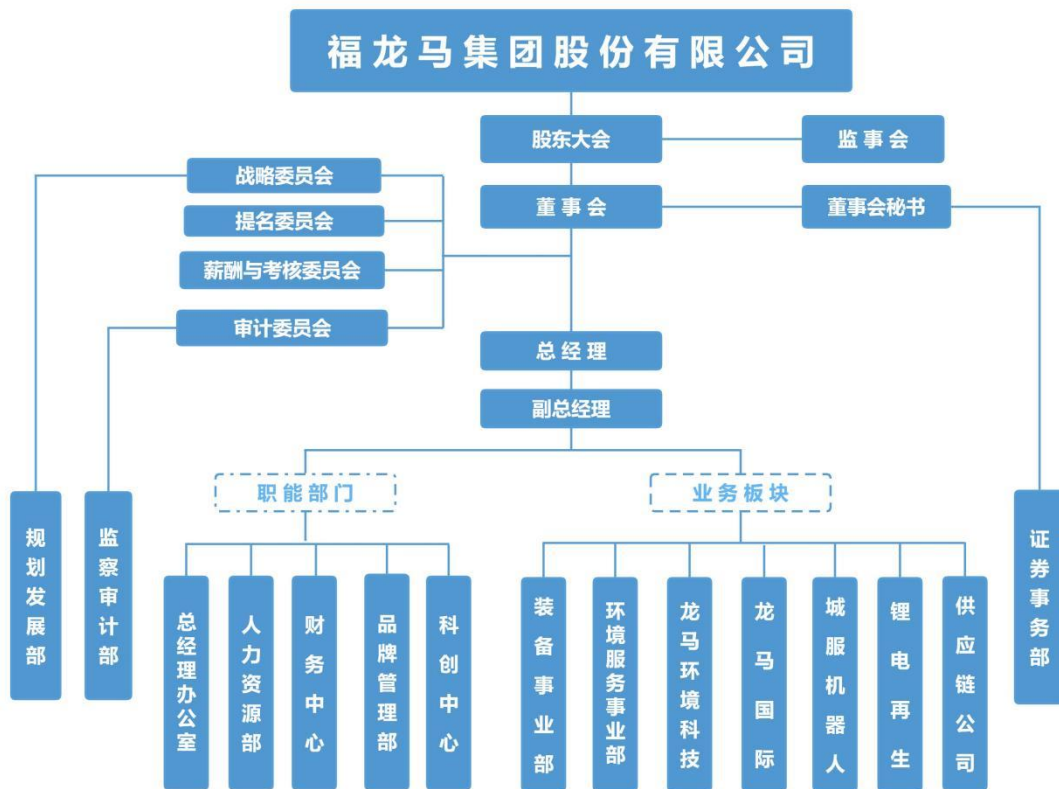 福龙马集团股份有限公司
股东大会
监事会
战略委员会
董事会
董事会秘书
提名委员会
薪酬与考核委员会
审计委员会
总经理
副总经理
职能部门
业务板块
规划发展部
监察审计部
总经理办公室
人力资源部
财务中心
品牌管理部
科创中心
装备事业部
环境服务事业部
龙马环境科技
龙马国际
城服机器人
锂电再生
供应链公司
证券事务部